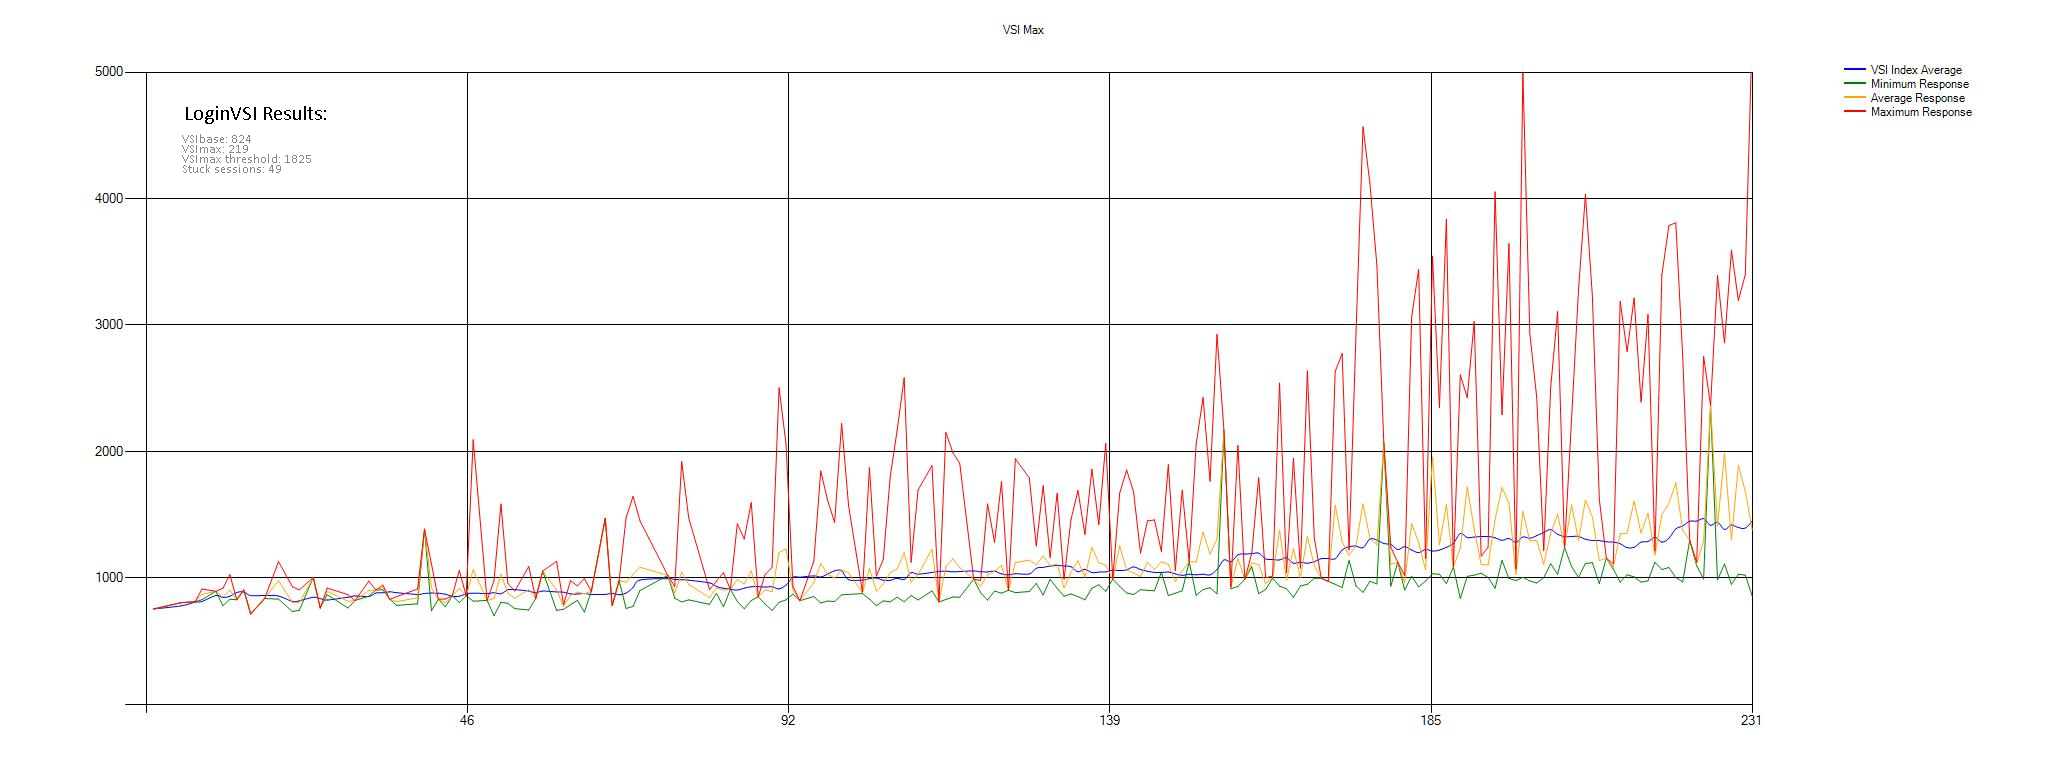 VSI Max
5000
4000
3000
2000
1000
LoginVSI Results:
VSIbase: 824
VSImax: 219
VSImax threshold: 1825
Stuck sessions: 49
46
92
139
185
231
VSI Index Average
Minimum Response
Average Response
Maximum Response